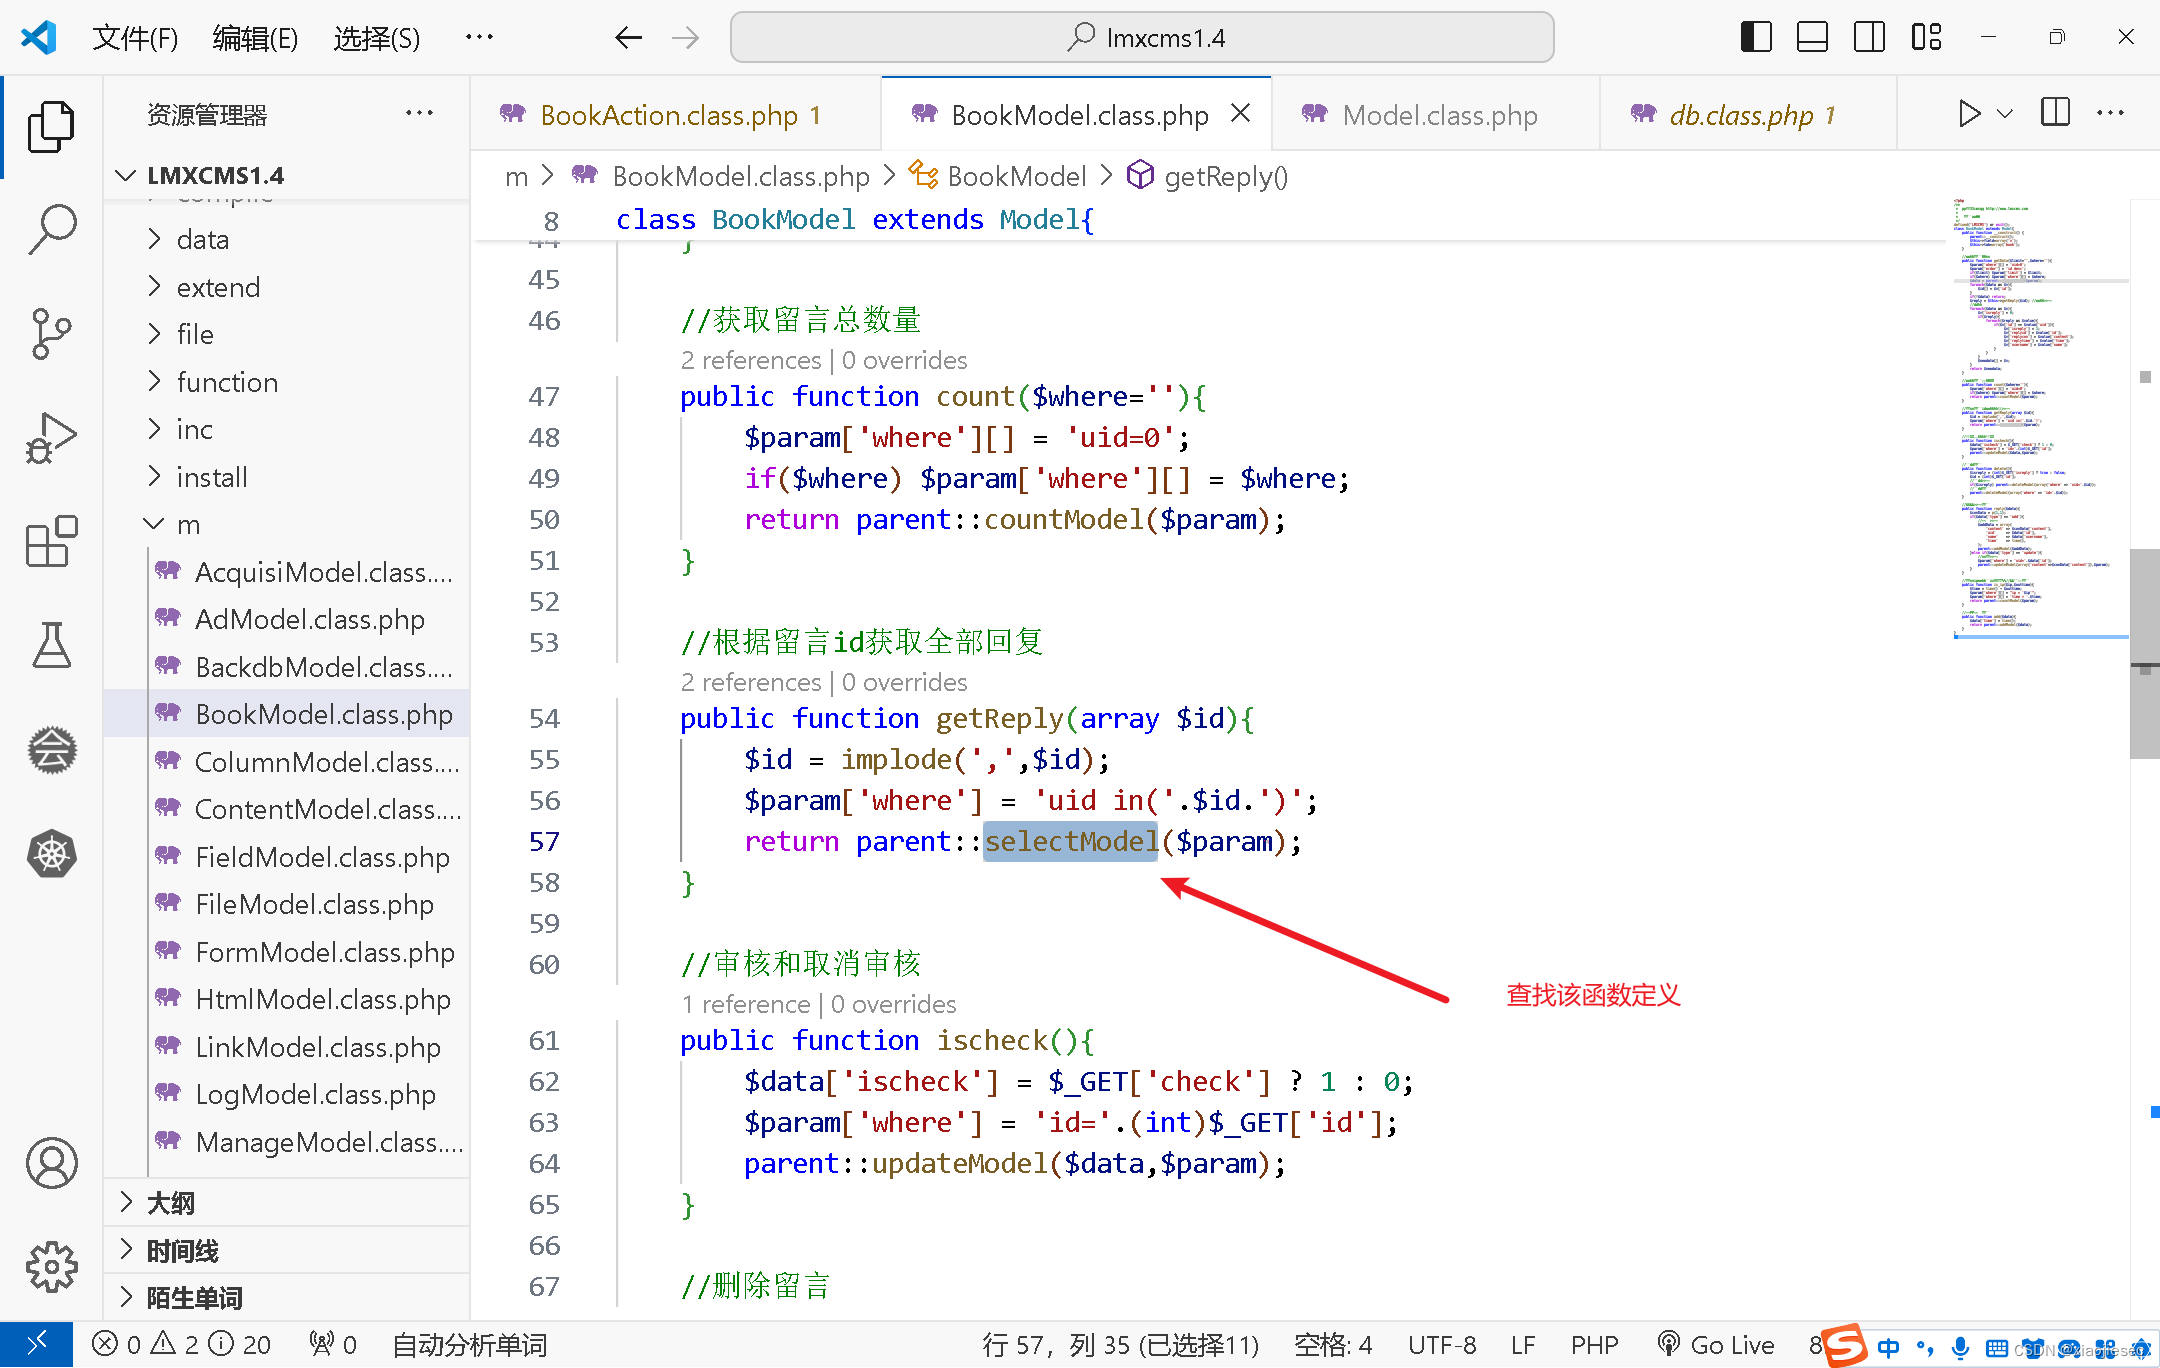 文件(F) 编辑(E) 选择(S) ··· lmxcms1.4
资源管理器 ···
BookAction.class.php 1 BookModel.class.php Model.class.php db.class.php 1
LMXCMS1.4
m > BookModel.class.php > BookModel > getReply()
compile
data
extend
file
function
inc
install
m
AcquisiModel.class....
AdModel.class.php
BackdbModel.class....
BookModel.class.php
ColumnModel.class....
ContentModel.class....
FieldModel.class.php
FileModel.class.php
FormModel.class.php
HtmlModel.class.php
LinkModel.class.php
LogModel.class.php
ManageModel.class....
大纲
时间线
陌生单词
8 class BookModel extends Model{
44 }
45
46 //获取留言总数量
2 references | 0 overrides
47 public function count($where=''){
48 $param['where'][] = 'uid=0';
49 if($where) $param['where'][] = $where;
50 return parent::countModel($param);
51 }
52
53 //根据留言id获取全部回复
2 references | 0 overrides
54 public function getReply(array $id){
55 $id = implode(',',$id);
56 $param['where'] = 'uid in('.$id.')';
57 return parent::selectModel($param);
58 }
59
查找该函数定义
60 //审核和取消审核
1 reference | 0 overrides
61 public function ischeck(){
62 $data['ischeck'] = $_GET['check'] ? 1 : 0;
63 $param['where'] = 'id='.(int)$_GET['id'];
64 parent::updateModel($data,$param);
65 }
66
67 //删除留言
0 2 20 0 自动分析单词 行 57，列 35 (已选择11) 空格: 4 UTF-8 LF PHP Go Live 8 中
CSDN @xiaojiesec